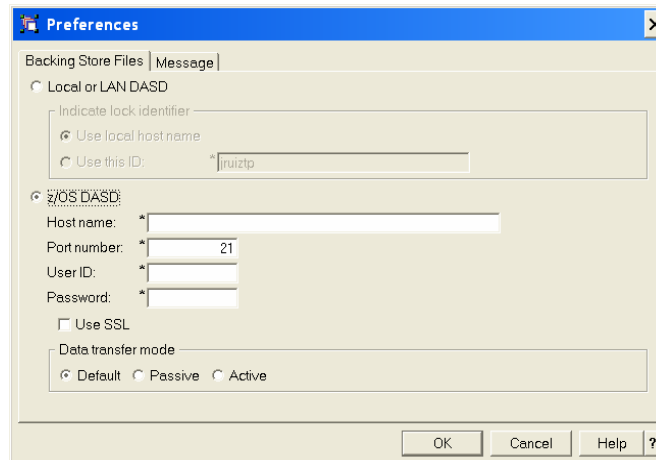 Preferences
Backing Store Files Message
Local or LAN DASD
Indicate lock identifier
Use local host name
Use this ID: * jruiztp
z/OS DASD
Host name: *
Port number: * 21
User ID: *
Password: *
Use SSL
Data transfer mode
Default Passive Active
OK Cancel Help ?